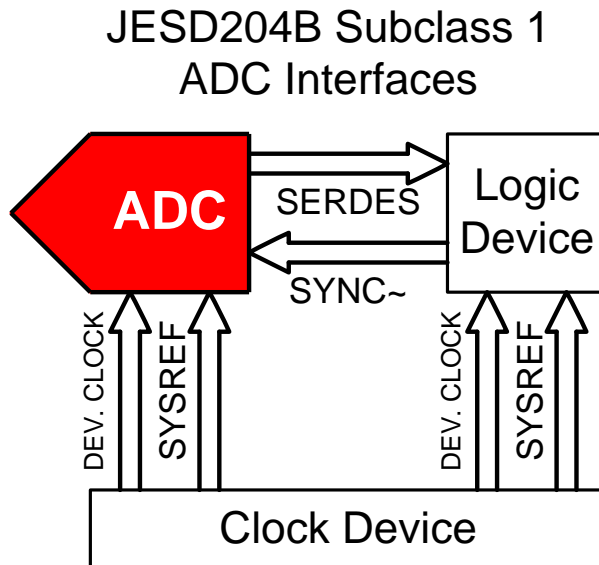 JESD204B Subclass 1
ADC Interfaces
ADC
SERDES
SYNC~
Logic
Device
DEV. CLOCK
SYSREF
DEV. CLOCK
SYSREF
Clock Device